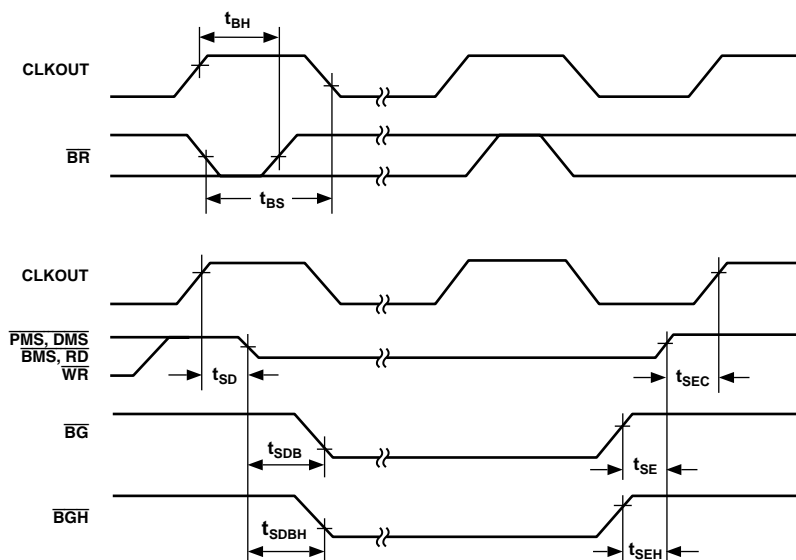 tBH
CLKOUT
BR
tBS
CLKOUT
PMS, DMS
BMS, RD
WR
tSD
tSEC
BG
tSDB
tSE
BGH
tSDBH
tSEH